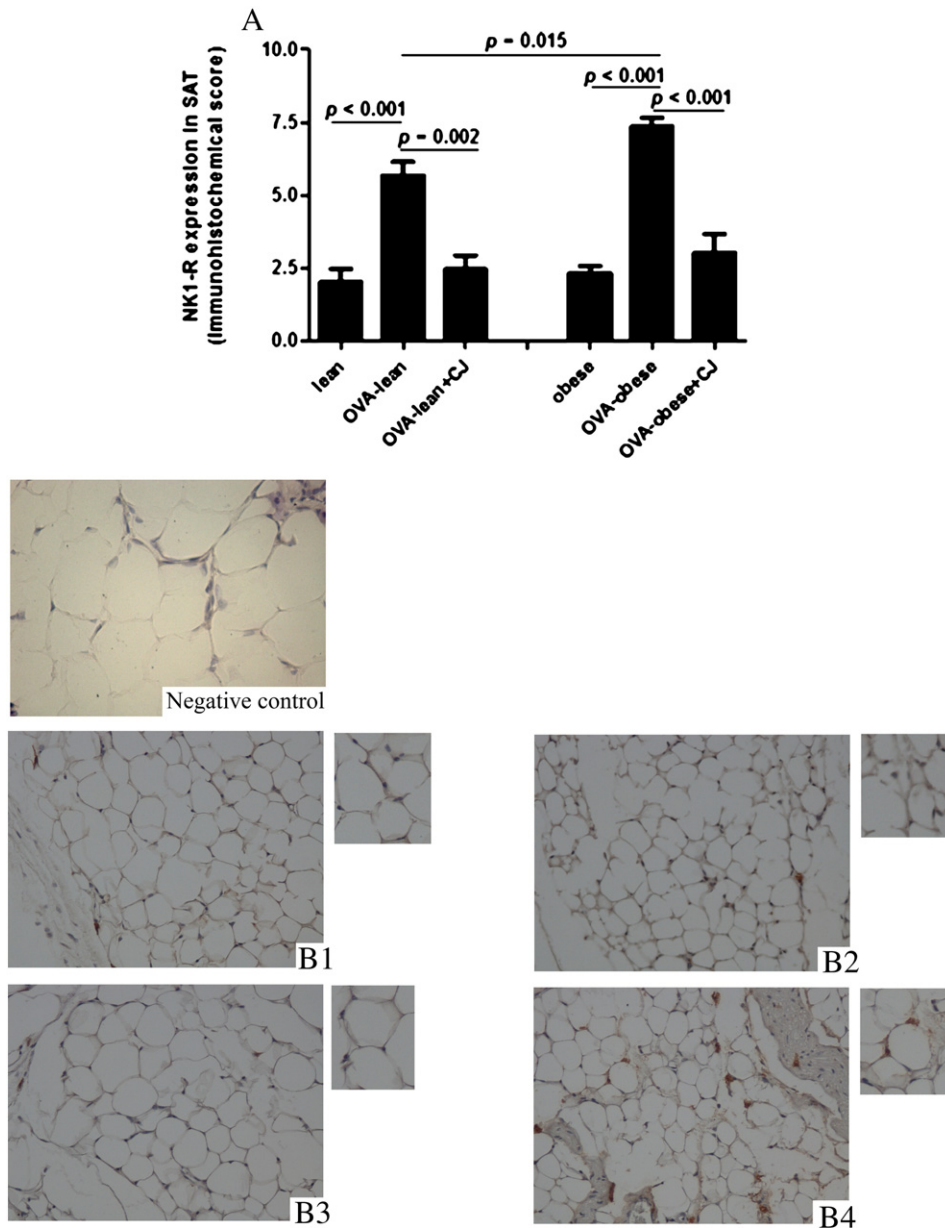 A
p = 0.015
p < 0.001
p < 0.001
p < 0.001
p = 0.002
NK1-R expression in SAT
(Immunohistochemical score)
10.0
7.5
5.0
2.5
0.0
lean
OVA-lean
OVA-lean+CJ
obese
OVA-obese
OVA-obese+CJ
Negative control
B1
B2
B3
B4